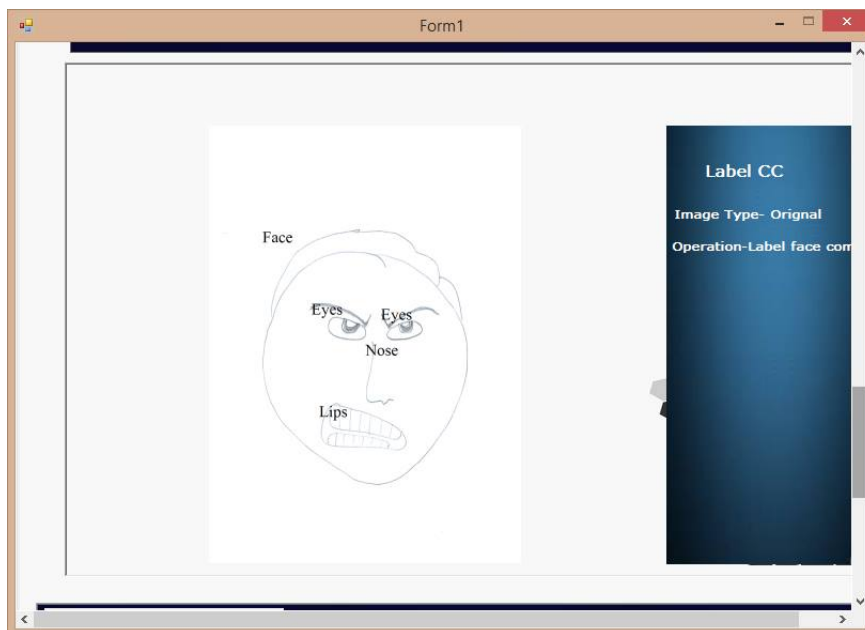 Form1
Label CC
Image Type- Orignal
Operation-Label face com
Face
Eyes
Eyes
Nose
Lips